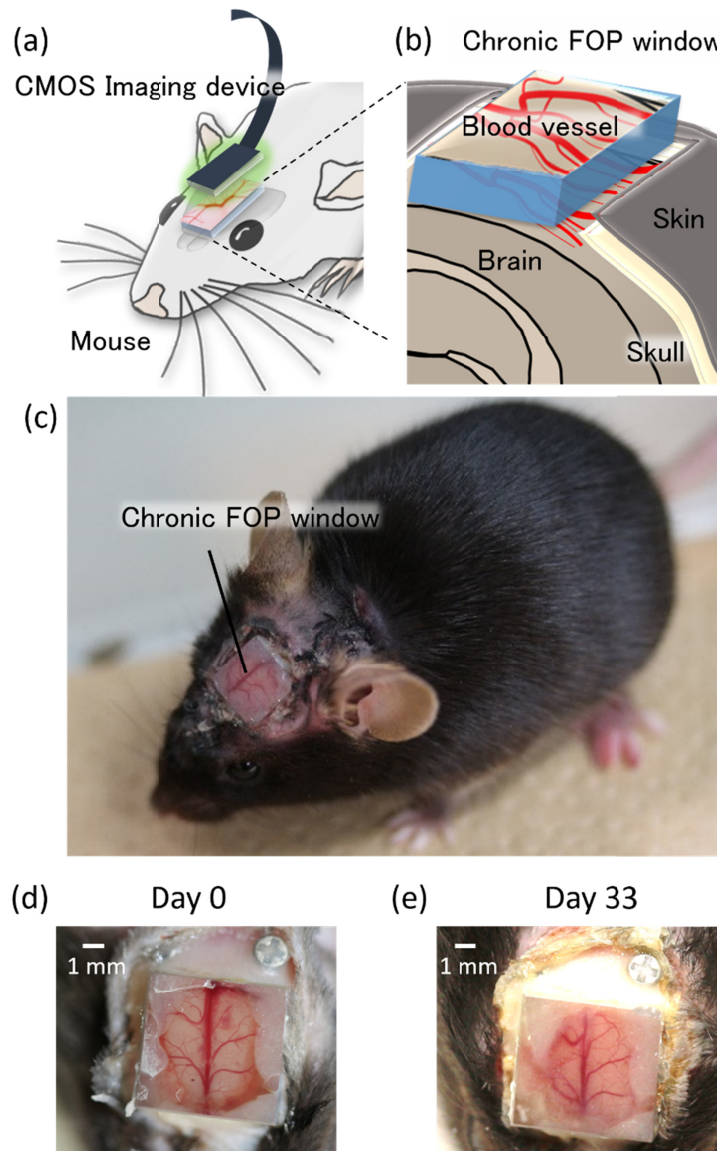 (a)
CMOS Imaging device
Mouse
(b)
Chronic FOP window
Blood vessel
Brain
Skin
Skull
(c)
Chronic FOP window
(d)
Day 0
1 mm
(e)
Day 33
1 mm